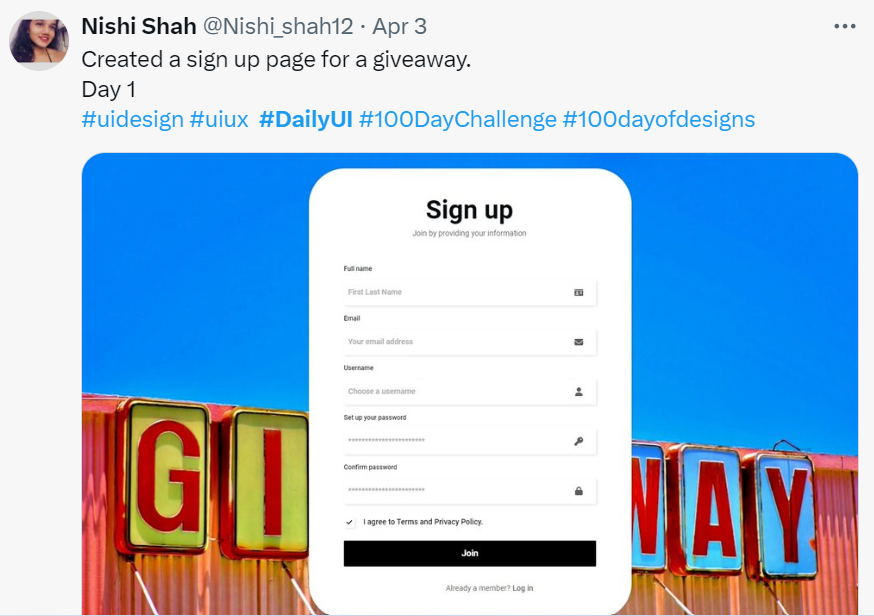 Nishi Shah @Nishi_shah12 · Apr 3
Created a sign up page for a giveaway.
Day 1
#uidesign #uiux #DailyUI #100DayChallenge #100dayofdesigns
Sign up
Join by providing your information
Full name
First Last Name
Email
Your email address
Username
Choose a username
Set up your password
***********************
Confirm password
***********************
I agree to Terms and Privacy Policy.
Join
Already a member? Log in
GI
WAY